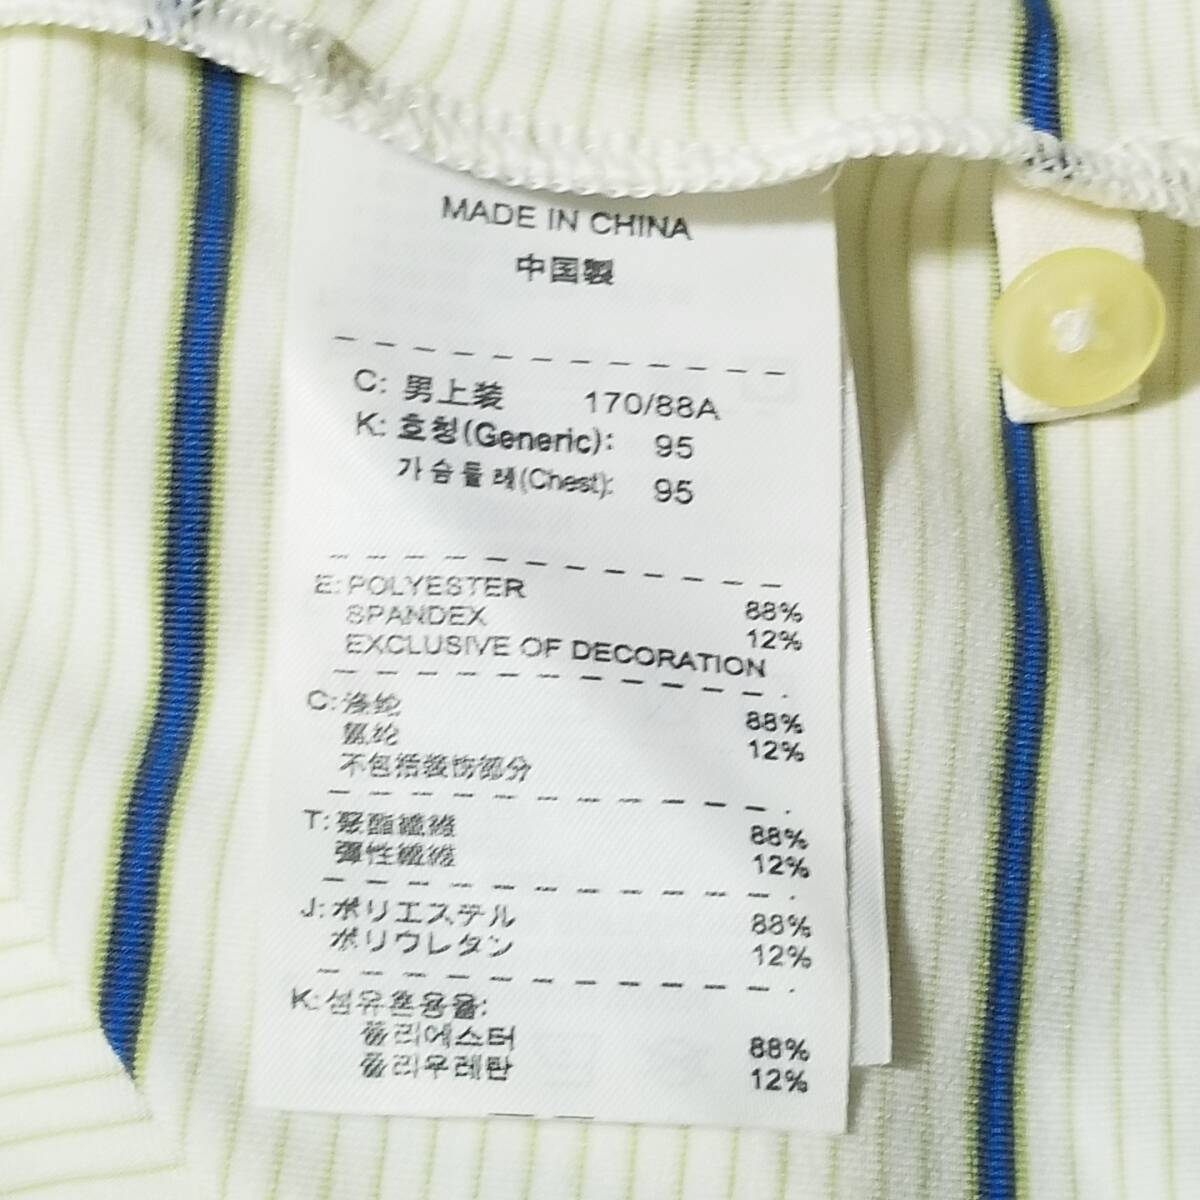 MADE IN CHINA
中国製
C: 男上装 170/88A
K: 호칭(Generic): 95
가슴둘레(Chest): 95
E: POLYESTER 88%
SPANDEX 12%
EXCLUSIVE OF DECORATION
C: 涤纶 88%
氨纶 12%
不包括装饰部分
T: 聚酯纖維 88%
彈性纖維 12%
J: ポリエステル 88%
ポリウレタン 12%
K: 섬유혼용율:
폴리에스터 88%
폴리우레탄 12%